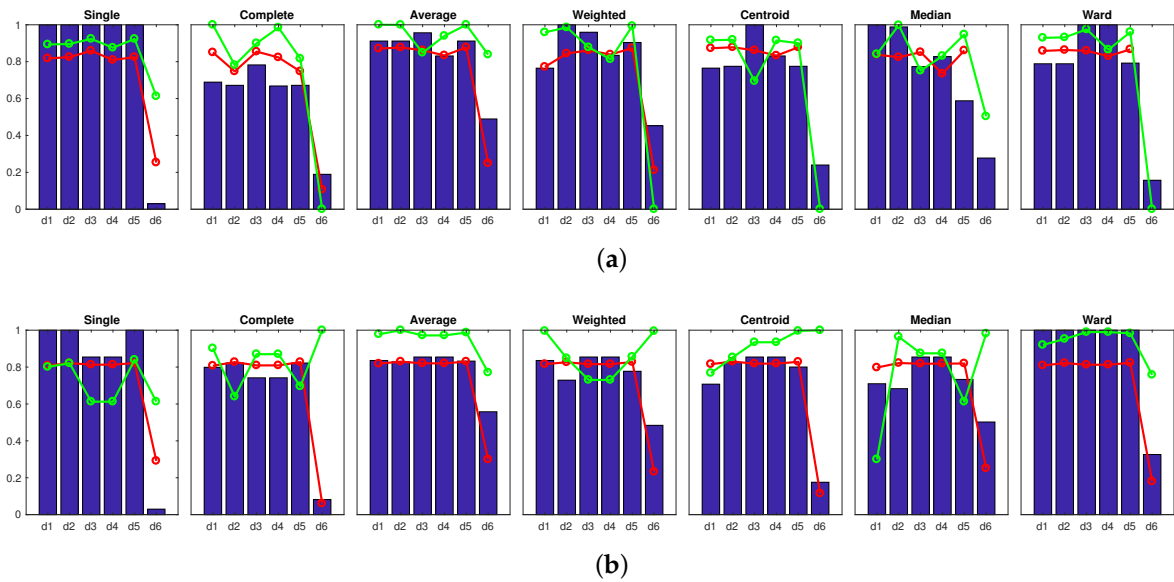 Single Complete Average Weighted Centroid Median Ward
1
0.8
0.6
0.4
0.2
0
d1 d2 d3 d4 d5 d6 d1 d2 d3 d4 d5 d6 d1 d2 d3 d4 d5 d6 d1 d2 d3 d4 d5 d6 d1 d2 d3 d4 d5 d6 d1 d2 d3 d4 d5 d6 d1 d2 d3 d4 d5 d6
(a)
Single Complete Average Weighted Centroid Median Ward
1
0.8
0.6
0.4
0.2
0
d1 d2 d3 d4 d5 d6 d1 d2 d3 d4 d5 d6 d1 d2 d3 d4 d5 d6 d1 d2 d3 d4 d5 d6 d1 d2 d3 d4 d5 d6 d1 d2 d3 d4 d5 d6 d1 d2 d3 d4 d5 d6
(b)